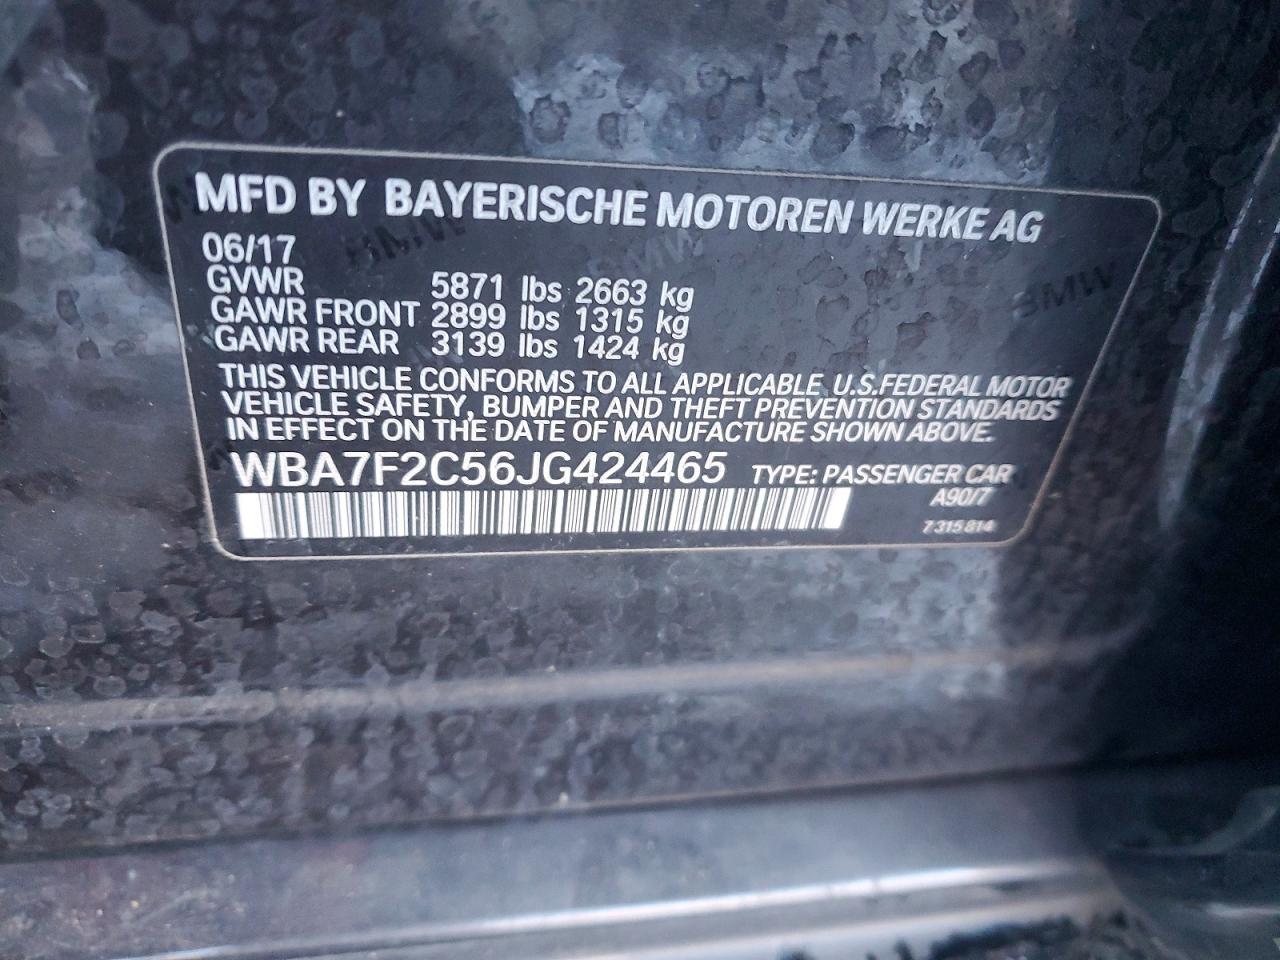 MFD BY BAYERISCHE MOTOREN WERKE AG
06/17
GVWR 5871 lbs 2663 kg
GAWR FRONT 2899 lbs 1315 kg
GAWR REAR 3139 lbs 1424 kg
THIS VEHICLE CONFORMS TO ALL APPLICABLE U.S.FEDERAL MOTOR
VEHICLE SAFETY, BUMPER AND THEFT PREVENTION STANDARDS
IN EFFECT ON THE DATE OF MANUFACTURE SHOWN ABOVE.
WBA7F2C56JG424465 TYPE: PASSENGER CAR
A90/7
7 315 814
BMW
BMW